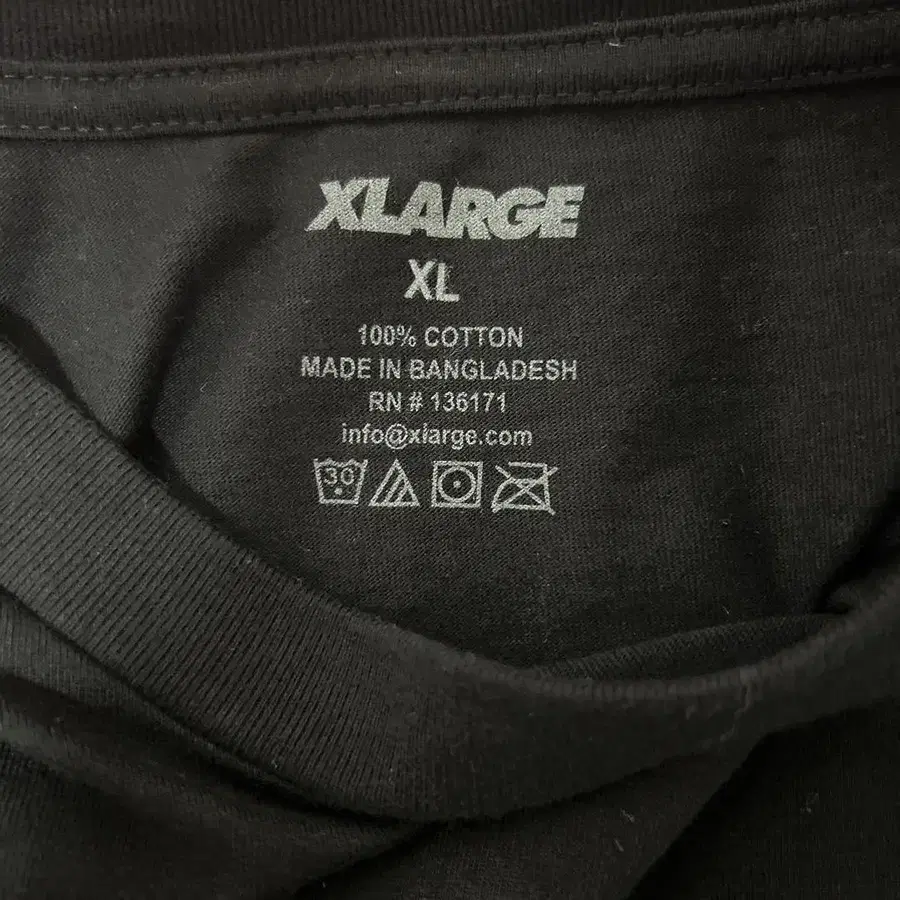 XLARGE
XL
100% COTTON
MADE IN BANGLADESH
RN # 136171
info@xlarge.com
30